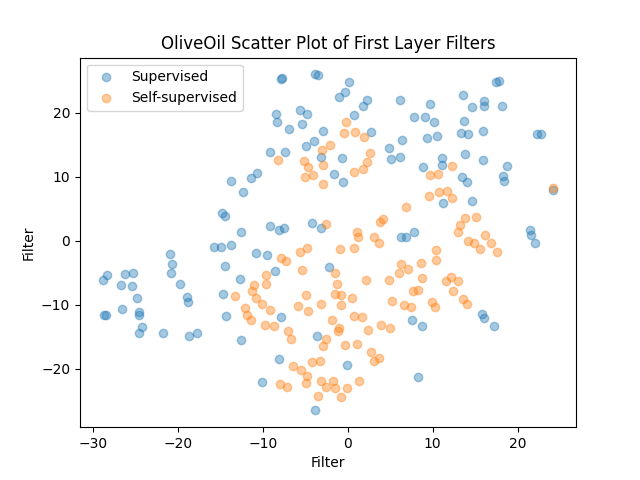 OliveOil Scatter Plot of First Layer Filters
Supervised
Self-supervised
20
10
0
−10
−20
Filter
−30
−20
−10
0
10
20
Filter